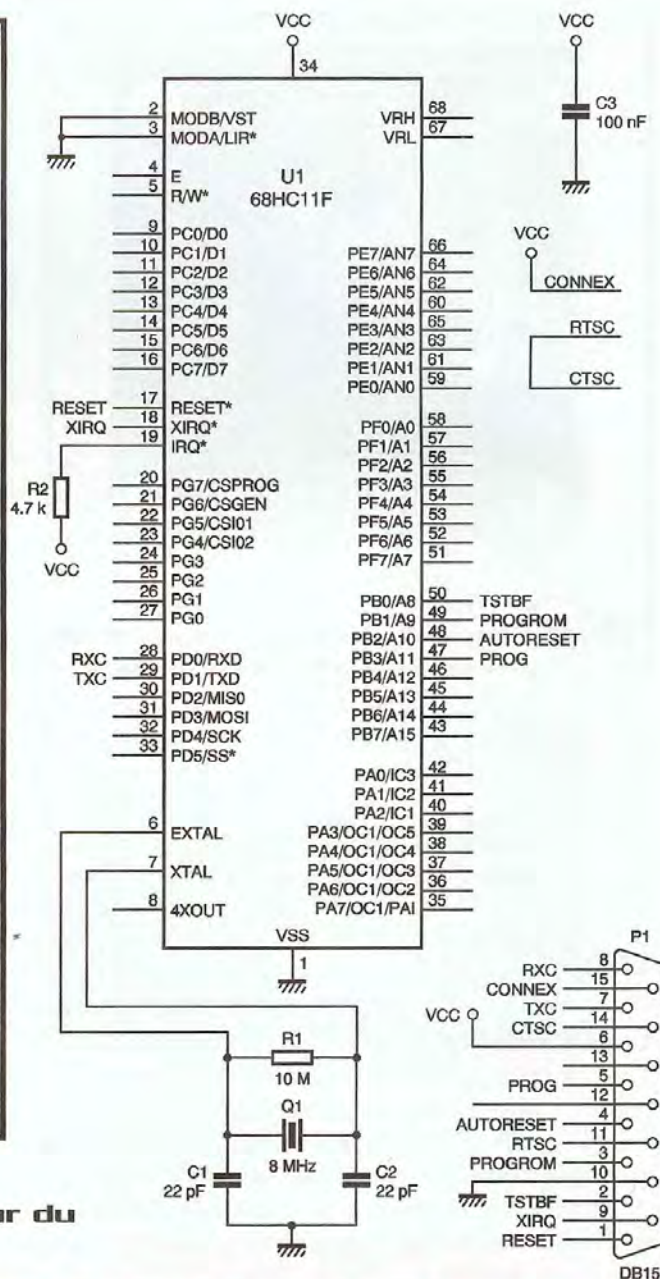 VCC
34
2 MODB/VST
3 MODA/LIR*
4 E
5 R/W*
U1
68HC11F
9 PC0/D0
10 PC1/D1
11 PC2/D2
12 PC3/D3
13 PC4/D4
14 PC5/D5
15 PC6/D6
16 PC7/D7
RESET 17 RESET*
XIRQ 18 XIRQ*
19 IRQ*
R2
4.7 k
VCC
20 PG7/CSPROG
21 PG6/CSGEN
22 PG5/CSI01
23 PG4/CSI02
24 PG3
25 PG2
26 PG1
27 PG0
RXC 28 PD0/RXD
TXC 29 PD1/TXD
30 PD2/MIS0
31 PD3/MOSI
32 PD4/SCK
33 PD5/SS*
6 EXTAL
7 XTAL
8 4XOUT
VRH 68
VRL 67
PE7/AN7 66
PE6/AN6 64
PE5/AN5 62
PE4/AN4 60
PE3/AN3 65
PE2/AN2 63
PE1/AN1 61
PE0/AN0 59
PF0/A0 58
PF1/A1 57
PF2/A2 56
PF3/A3 55
PF4/A4 54
PF5/A5 53
PF6/A6 52
PF7/A7 51
PB0/A8 50 TSTBF
PB1/A9 49 PROGROM
PB2/A10 48 AUTORESET
PB3/A11 47 PROG
PB4/A12 46
PB5/A13 45
PB6/A14 44
PB7/A15 43
PA0/IC3 42
PA1/IC2 41
PA2/IC1 40
PA3/OC1/OC5 39
PA4/OC1/OC4 38
PA5/OC1/OC3 37
PA6/OC1/OC2 36
PA7/OC1/PAI 35
VSS
1
R1
10 M
Q1
8 MHz
C1
22 pF
C2
22 pF
VCC
C3
100 nF
VCC
CONNEX
RTSC
CTSC
P1
RXC 8
CONNEX 15
TXC 7
CTSC 14
VCC 6
13
PROG 5
12
AUTORESET 4
RTSC 11
PROGROM 3
10
TSTBF 2
XIRQ 9
RESET 1
DB15
du